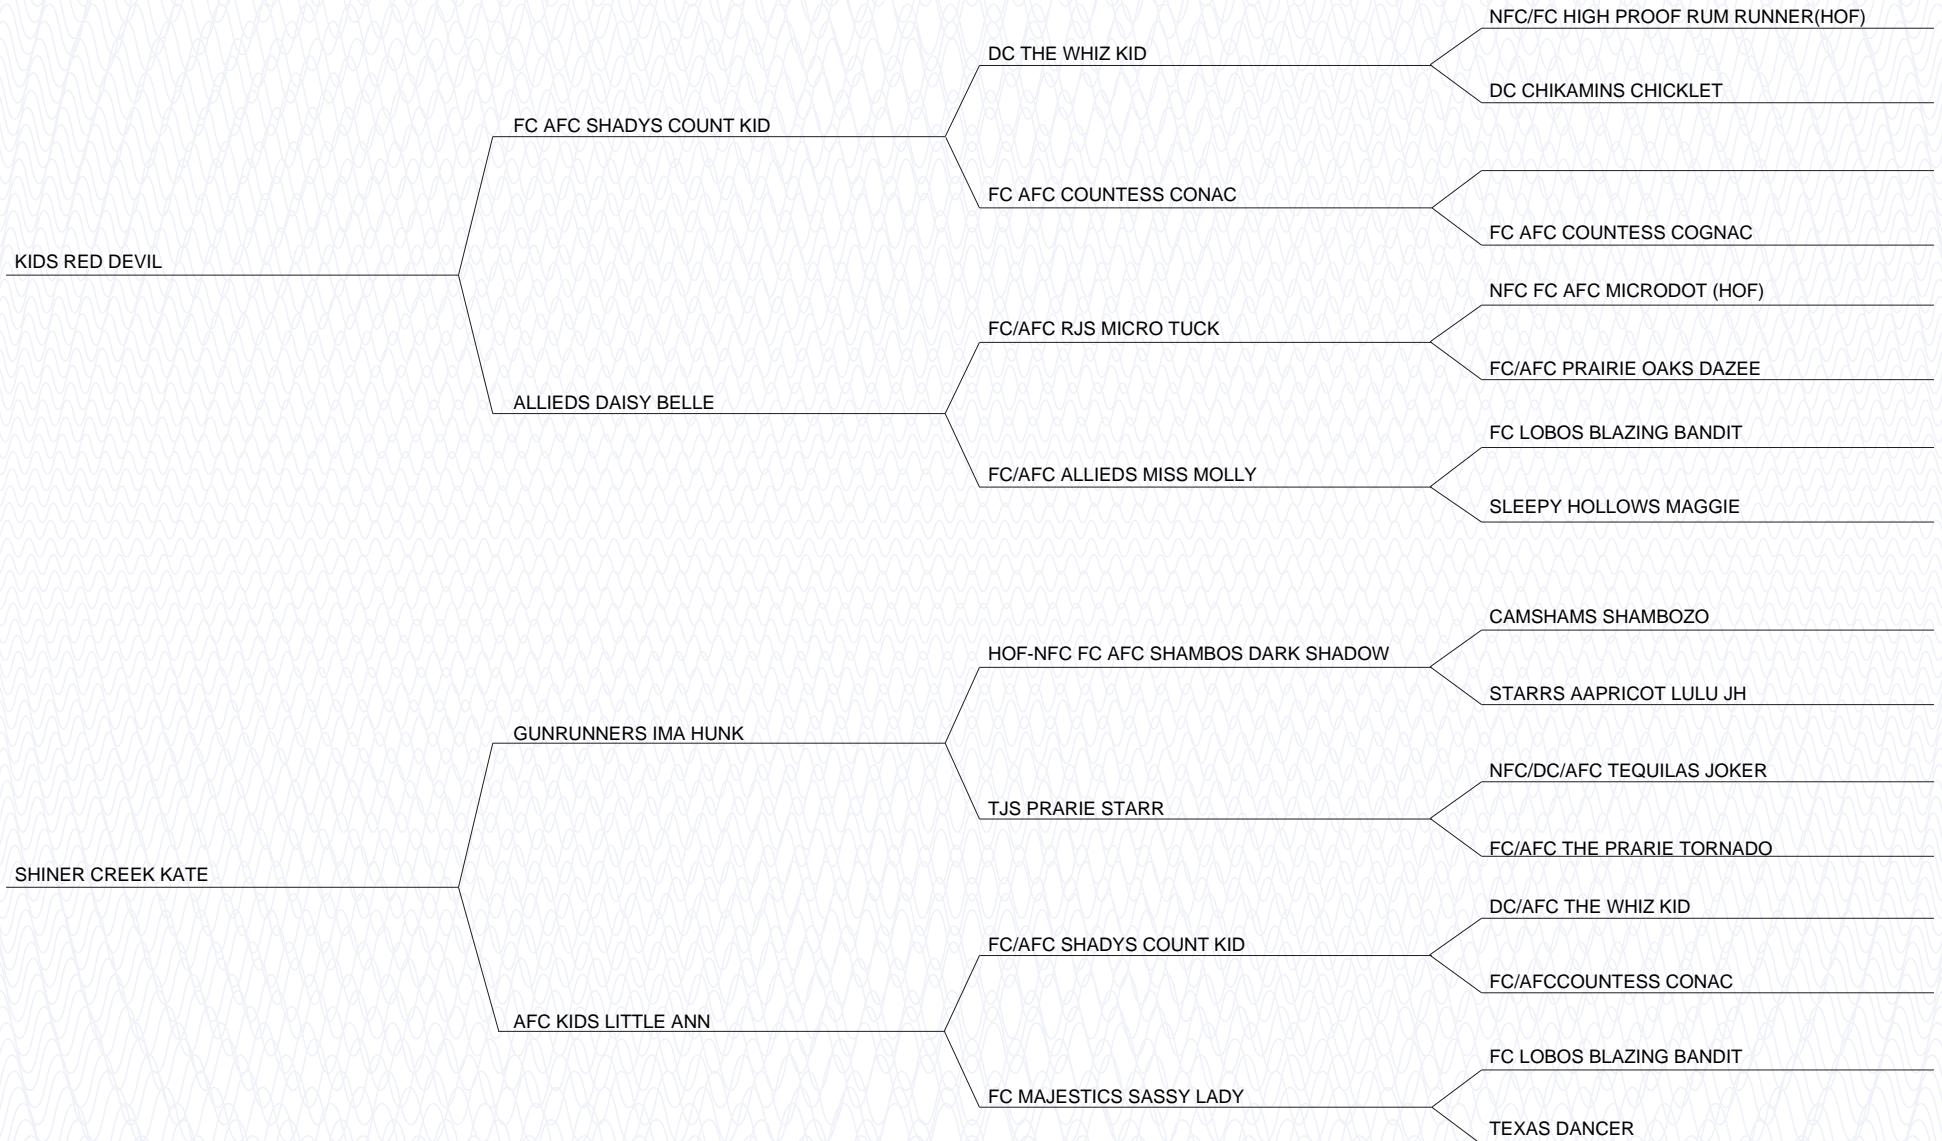 NFC/FC HIGH PROOF RUM RUNNER(HOF)
DC THE WHIZ KID
DC CHIKAMINS CHICKLET
FC AFC SHADYS COUNT KID
FC AFC COUNTESS CONAC
FC AFC COUNTESS COGNAC
KIDS RED DEVIL
NFC FC AFC MICRODOT (HOF)
FC/AFC RJS MICRO TUCK
FC/AFC PRAIRIE OAKS DAZEE
ALLIEDS DAISY BELLE
FC LOBOS BLAZING BANDIT
FC/AFC ALLIEDS MISS MOLLY
SLEEPY HOLLOWS MAGGIE
CAMSHAMS SHAMBOZO
HOF-NFC FC AFC SHAMBOS DARK SHADOW
STARRS AAPRICOT LULU JH
GUNRUNNERS IMA HUNK
NFC/DC/AFC TEQUILAS JOKER
TJS PRARIE STARR
FC/AFC THE PRARIE TORNADO
SHINER CREEK KATE
DC/AFC THE WHIZ KID
FC/AFC SHADYS COUNT KID
FC/AFCCOUNTESS CONAC
AFC KIDS LITTLE ANN
FC LOBOS BLAZING BANDIT
FC MAJESTICS SASSY LADY
TEXAS DANCER